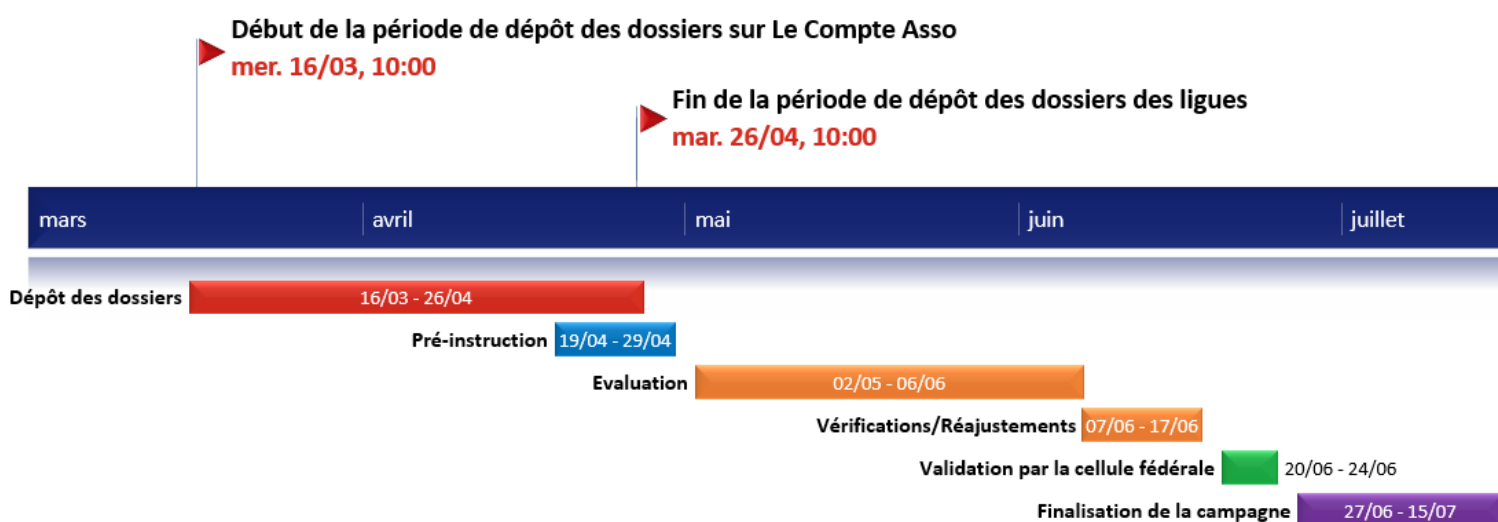 Début de la période de dépôt des dossiers sur Le Compte Asso
mer. 16/03, 10:00
Fin de la période de dépôt des dossiers des ligues
mar. 26/04, 10:00
mars
avril
mai
juin
juillet
Dépôt des dossiers
16/03 - 26/04
Pré-instruction
19/04 - 29/04
Evaluation
02/05 - 06/06
Vérifications/Réajustements
07/06 - 17/06
Validation par la cellule fédérale
20/06 - 24/06
Finalisation de la campagne
27/06 - 15/07